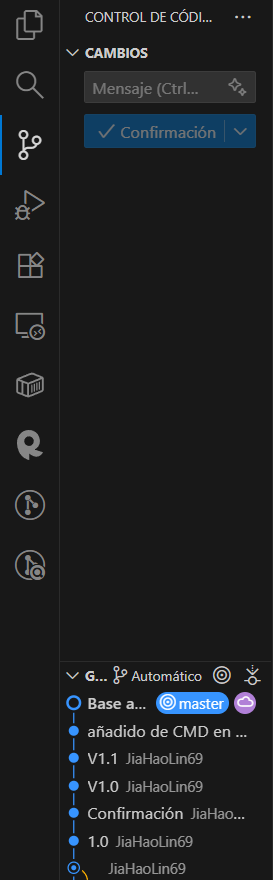 CONTROL DE CÓDI... ...
CAMBIOS
Mensaje (Ctrl...
Confirmación
G... Automático
Base a... master
añadido de CMD en ...
V1.1 JiaHaoLin69
V1.0 JiaHaoLin69
Confirmación JiaHao...
1.0 JiaHaoLin69
JiaHaoLin69